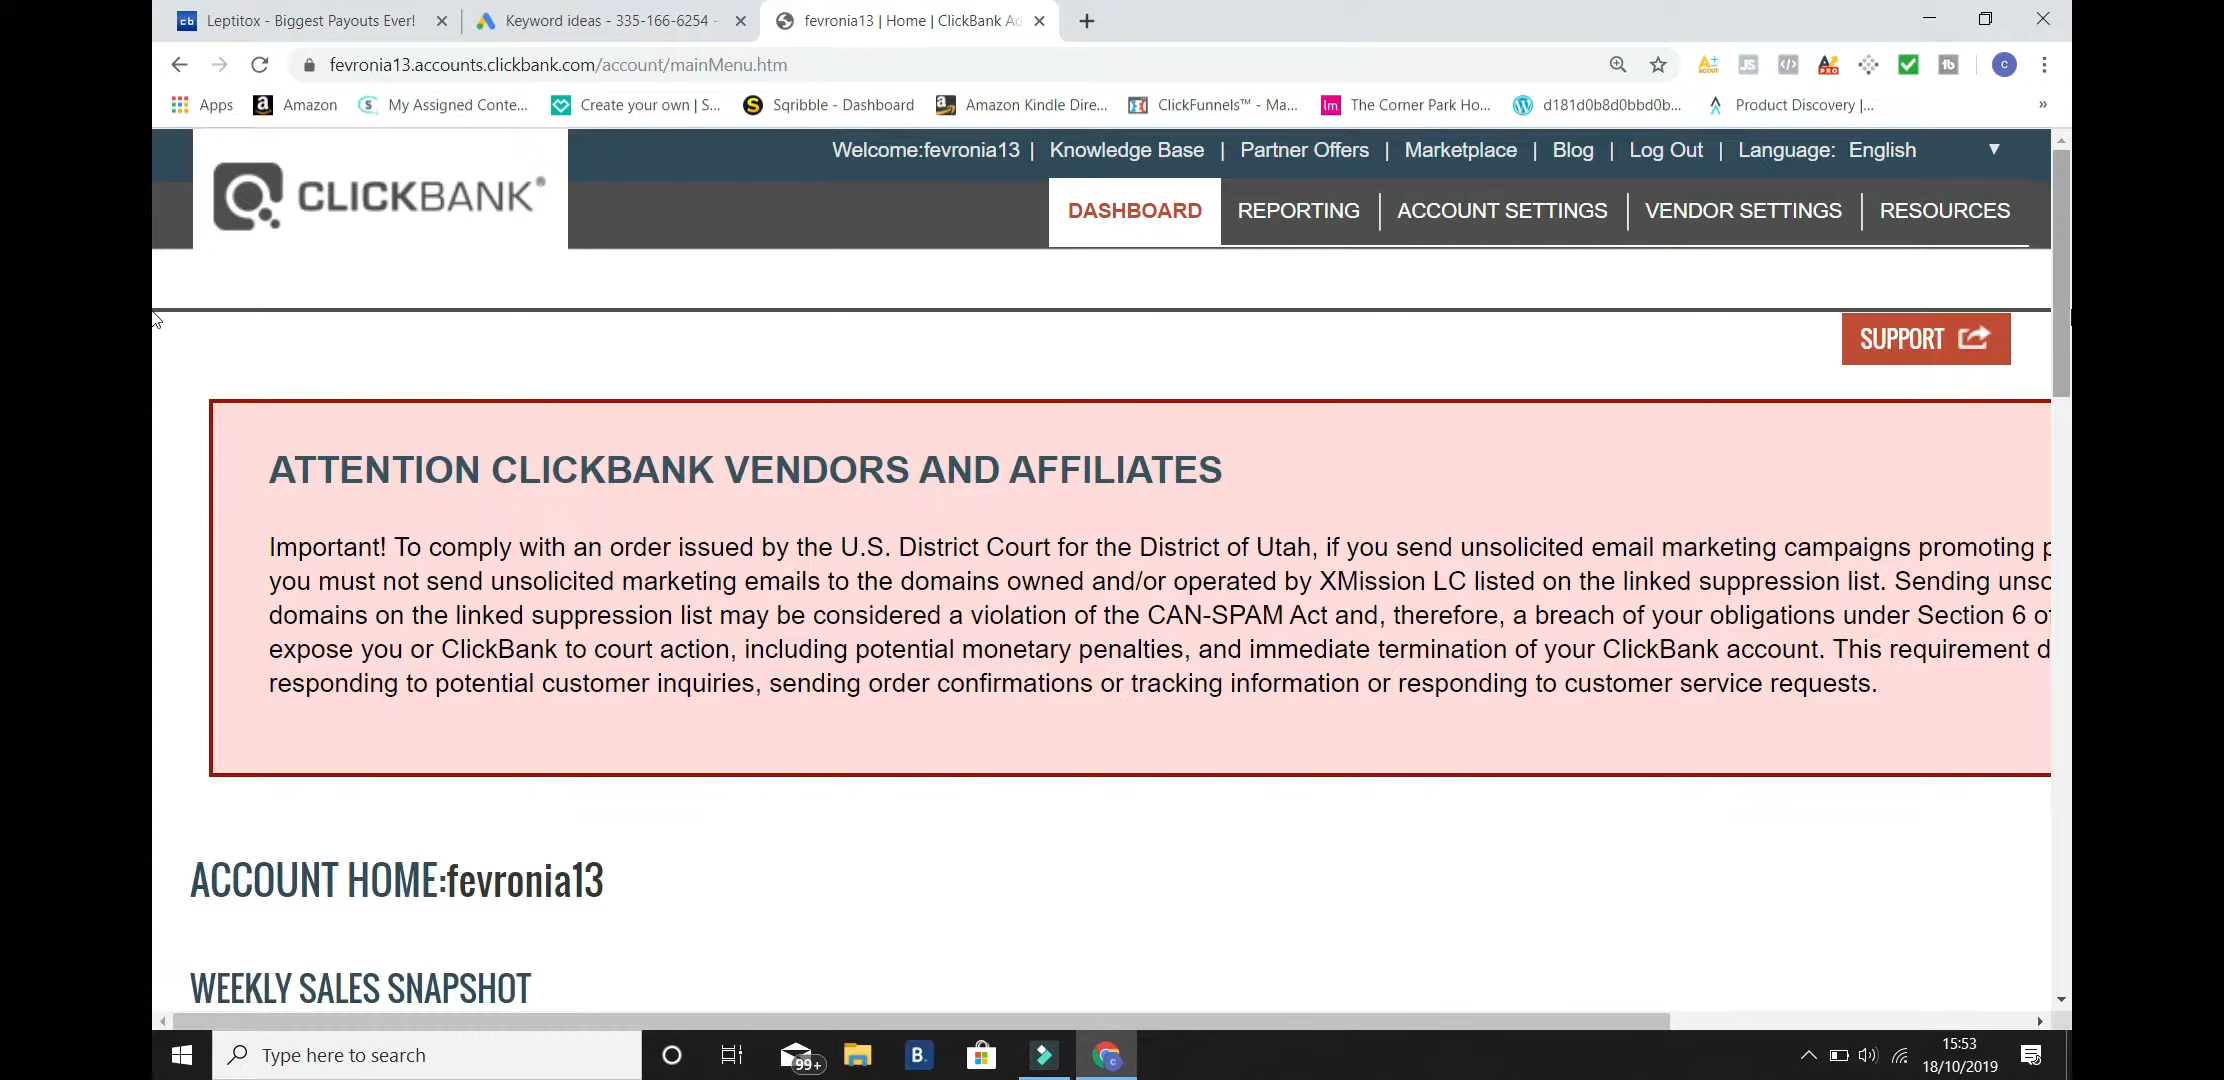 Leptitox - Biggest Payouts Ever!
Keyword ideas - 335-166-6254 -
fevronia13 | Home | ClickBank Ac
fevronia13.accounts.clickbank.com/account/mainMenu.htm
Apps
Amazon
My Assigned Conte...
Create your own | S...
Sqribble - Dashboard
Amazon Kindle Dire...
ClickFunnels™ - Ma...
The Corner Park Ho...
d181d0b8d0bbd0b...
Product Discovery |...
»
Welcome:fevronia13 | Knowledge Base | Partner Offers | Marketplace | Blog | Log Out | Language: English
CLICKBANK®
DASHBOARD
REPORTING
ACCOUNT SETTINGS
VENDOR SETTINGS
RESOURCES
SUPPORT
ATTENTION CLICKBANK VENDORS AND AFFILIATES
Important! To comply with an order issued by the U.S. District Court for the District of Utah, if you send unsolicited email marketing campaigns promoting p
you must not send unsolicited marketing emails to the domains owned and/or operated by XMission LC listed on the linked suppression list. Sending unso
domains on the linked suppression list may be considered a violation of the CAN-SPAM Act and, therefore, a breach of your obligations under Section 6 o
expose you or ClickBank to court action, including potential monetary penalties, and immediate termination of your ClickBank account. This requirement d
responding to potential customer inquiries, sending order confirmations or tracking information or responding to customer service requests.
ACCOUNT HOME:fevronia13
WEEKLY SALES SNAPSHOT
Type here to search
99+
B.
15:53
18/10/2019